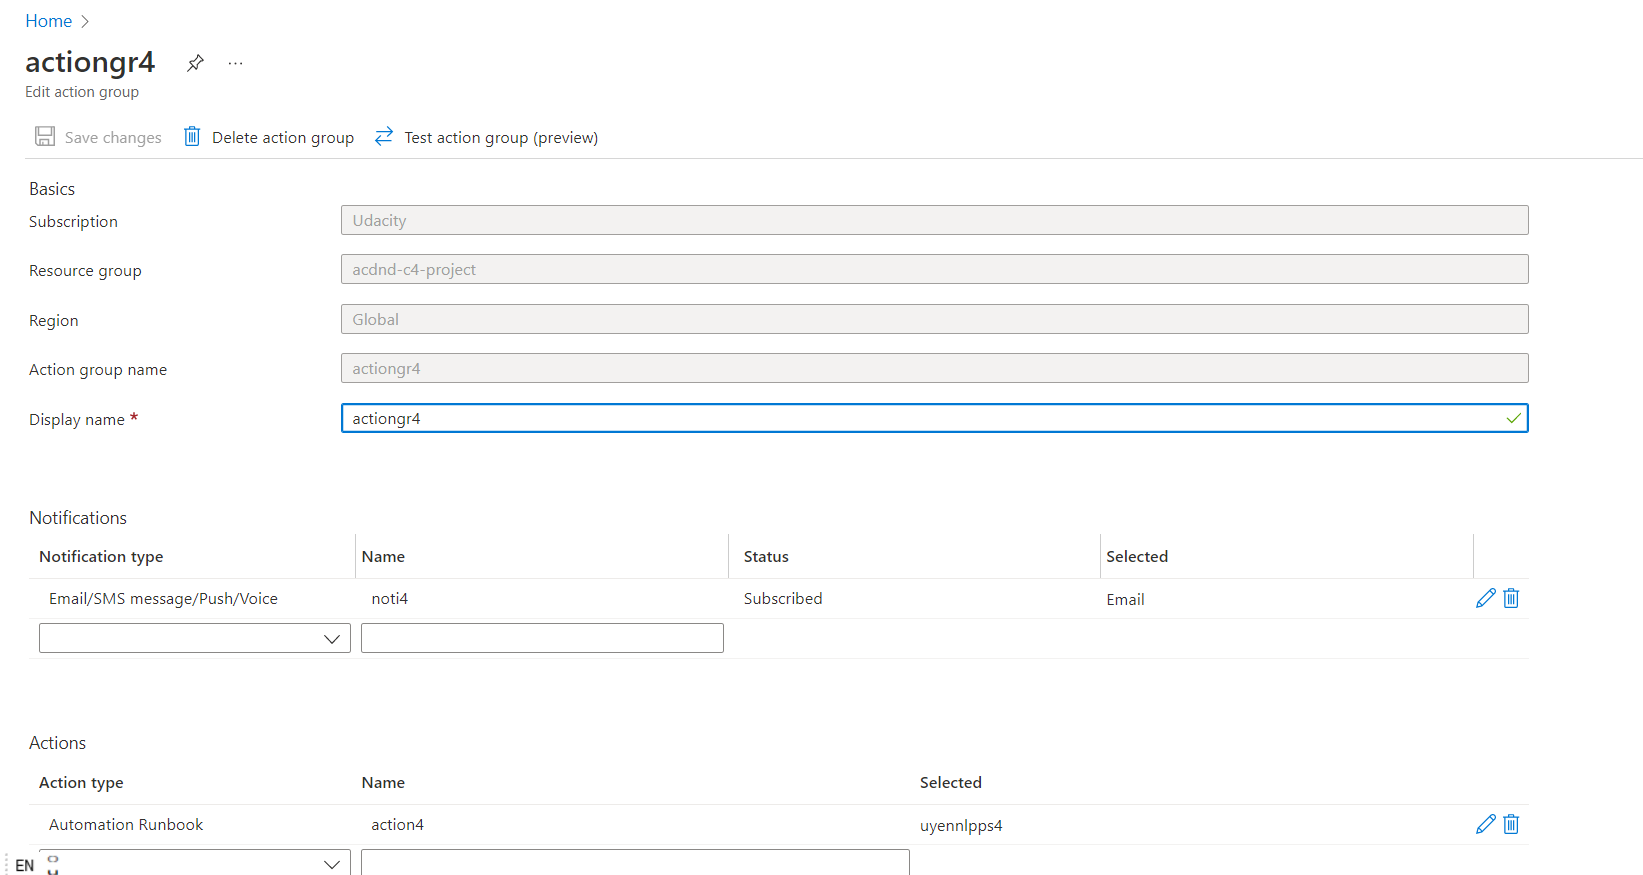 Home
actiongr4
Edit action group
Save changes Delete action group Test action group (preview)
Basics
Subscription Udacity
Resource group acdnd-c4-project
Region Global
Action group name actiongr4
Display name * actiongr4
Notifications
Notification type Name Status Selected
Email/SMS message/Push/Voice noti4 Subscribed Email
Actions
Action type Name Selected
Automation Runbook action4 uyennlpps4
EN